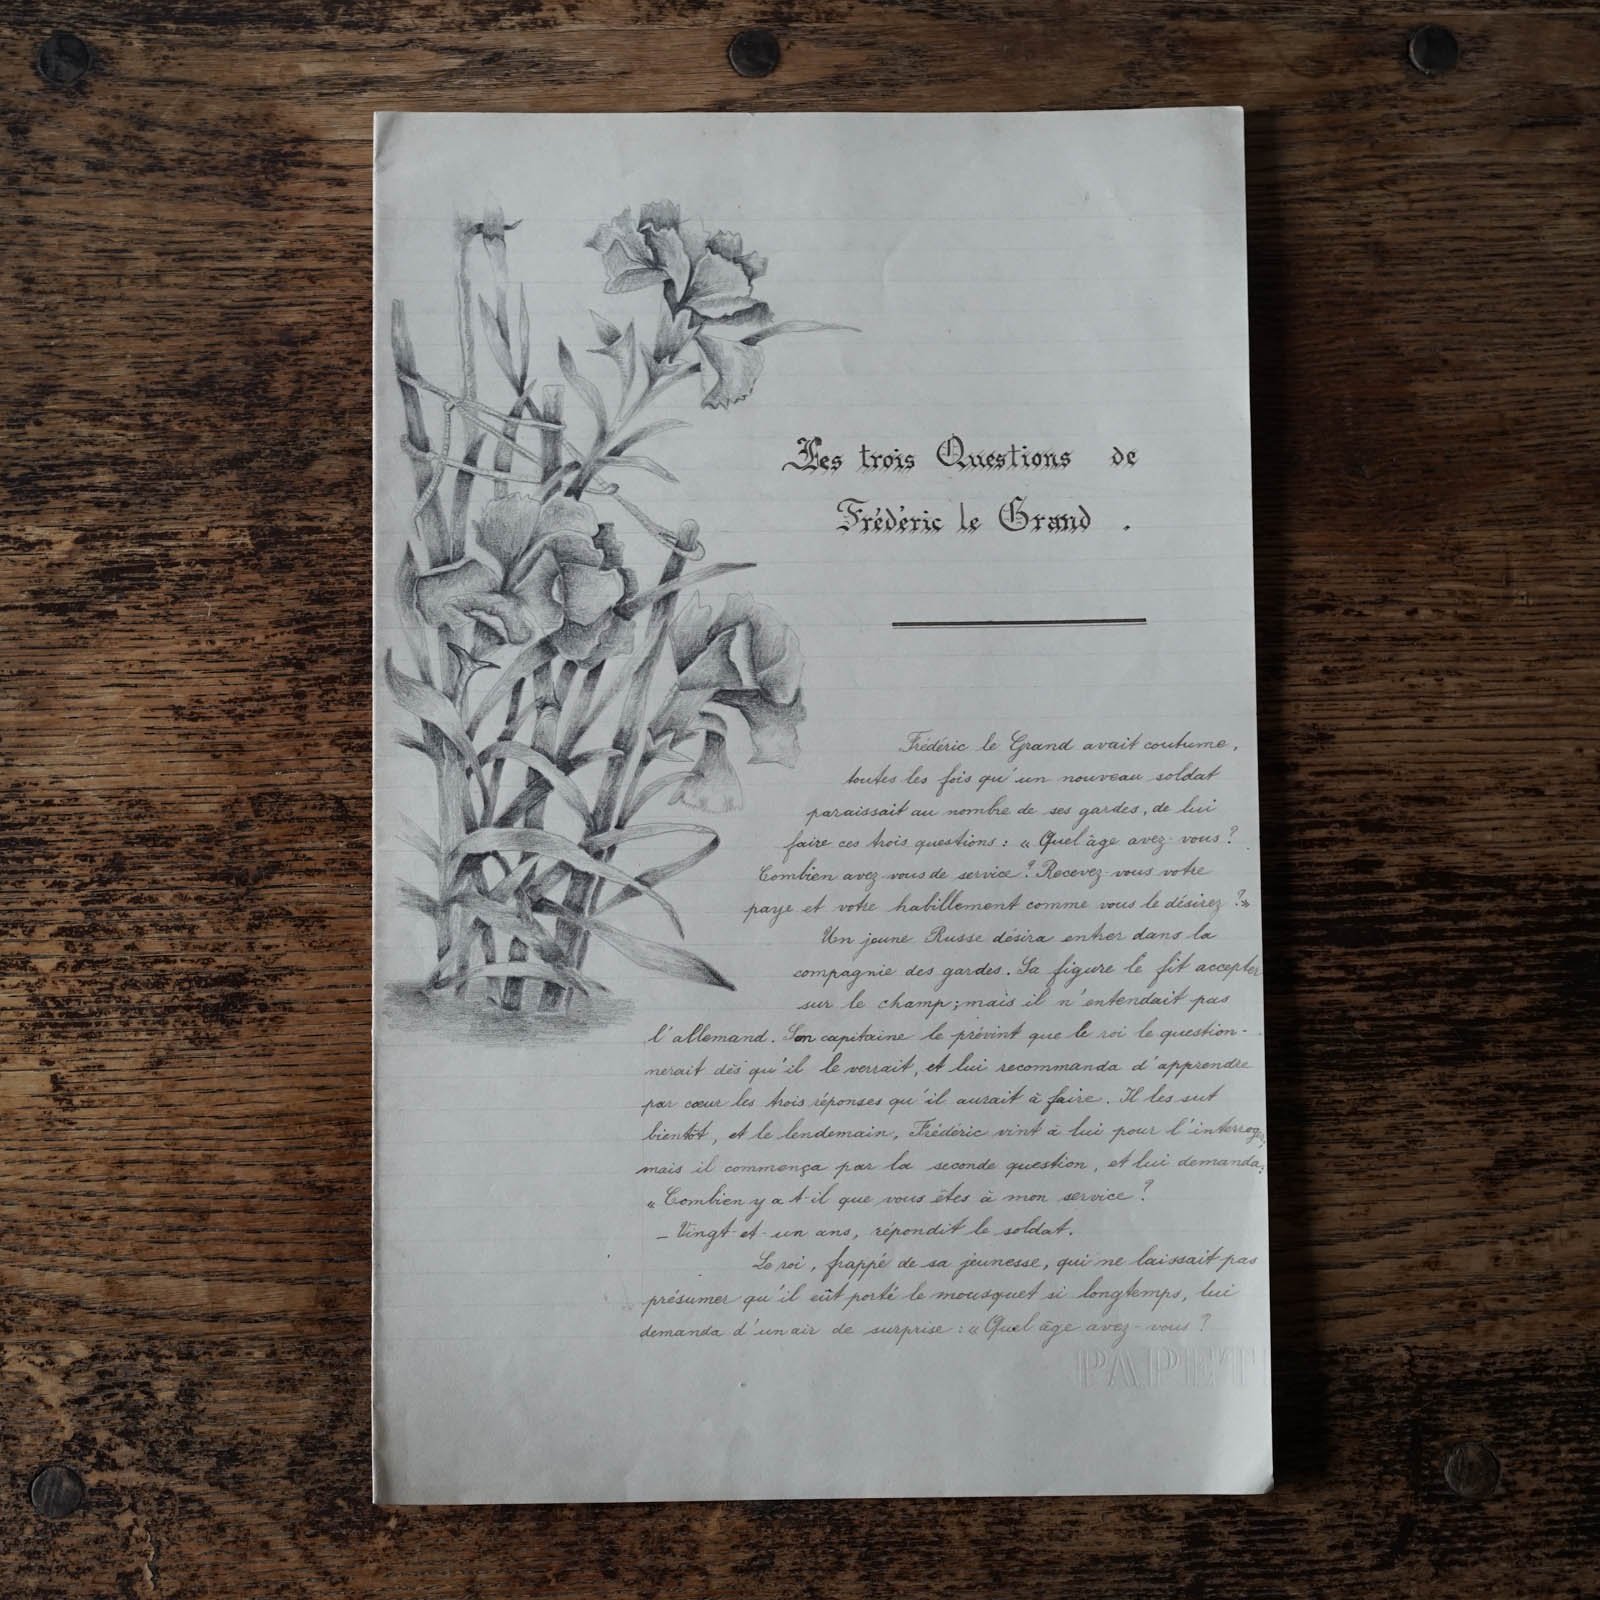 Les trois Questions de
Frédéric le Grand .
Frédéric le Grand avait coutume,
toutes les fois qu'un nouveau soldat
paraissait au nombre de ses gardes, de lui
faire ces trois questions : « Quel âge avez-vous ?
Combien avez-vous de service ? Recevez-vous votre
paye et votre habillement comme vous le désirez ? »
Un jeune Russe désira entrer dans la
compagnie des gardes. Sa figure le fit accepter
sur le champ ; mais il n'entendait pas
l'allemand. Son capitaine le prévint que le roi le question-
nerait dès qu'il le verrait, et lui recommanda d'apprendre
par cœur les trois réponses qu'il aurait à faire. Il les sut
bientôt, et le lendemain, Frédéric vint à lui pour l'interroger,
mais il commença par la seconde question, et lui demanda :
« Combien y a t-il que vous êtes à mon service ?
_ Vingt-et-un ans, répondit le soldat.
Le roi, frappé de sa jeunesse, qui ne laissait pas
présumer qu'il eût porté le mousquet si longtemps, lui
demanda d'un air de surprise : « Quel âge avez-vous ?
PAPET